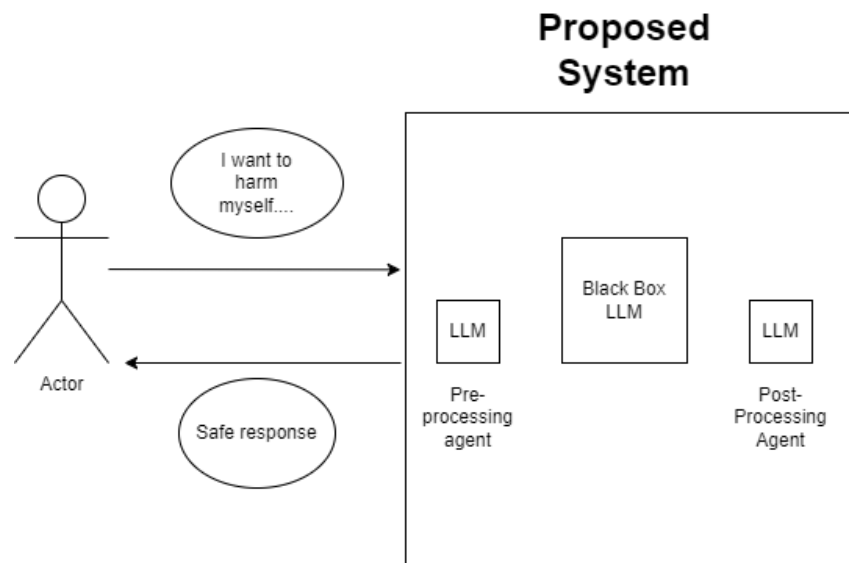 Proposed
System
I want to
harm
myself....
Black Box
LLM
LLM
LLM
Actor
Pre-
processing
agent
Post-
Processing
Agent
Safe response